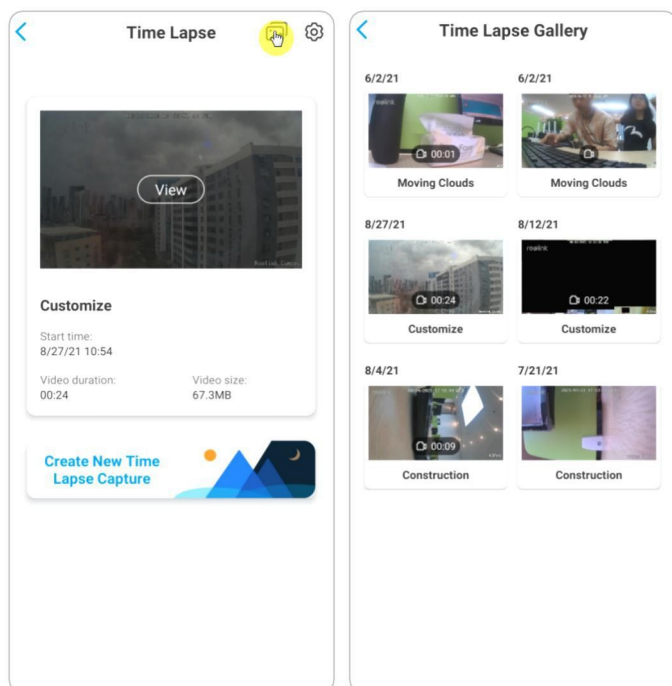 Time Lapse
View
Customize
Start time:
8/27/21 10:54
Video duration:
Video size:
00:24
67.3MB
Create New Time
Lapse Capture
Time Lapse Gallery
6/2/21
6/2/21
reolink
00:01
Moving Clouds
Moving Clouds
8/27/21
8/12/21
reolink
00:24
00:22
Customize
Customize
8/4/21
7/21/21
00:09
Construction
Construction